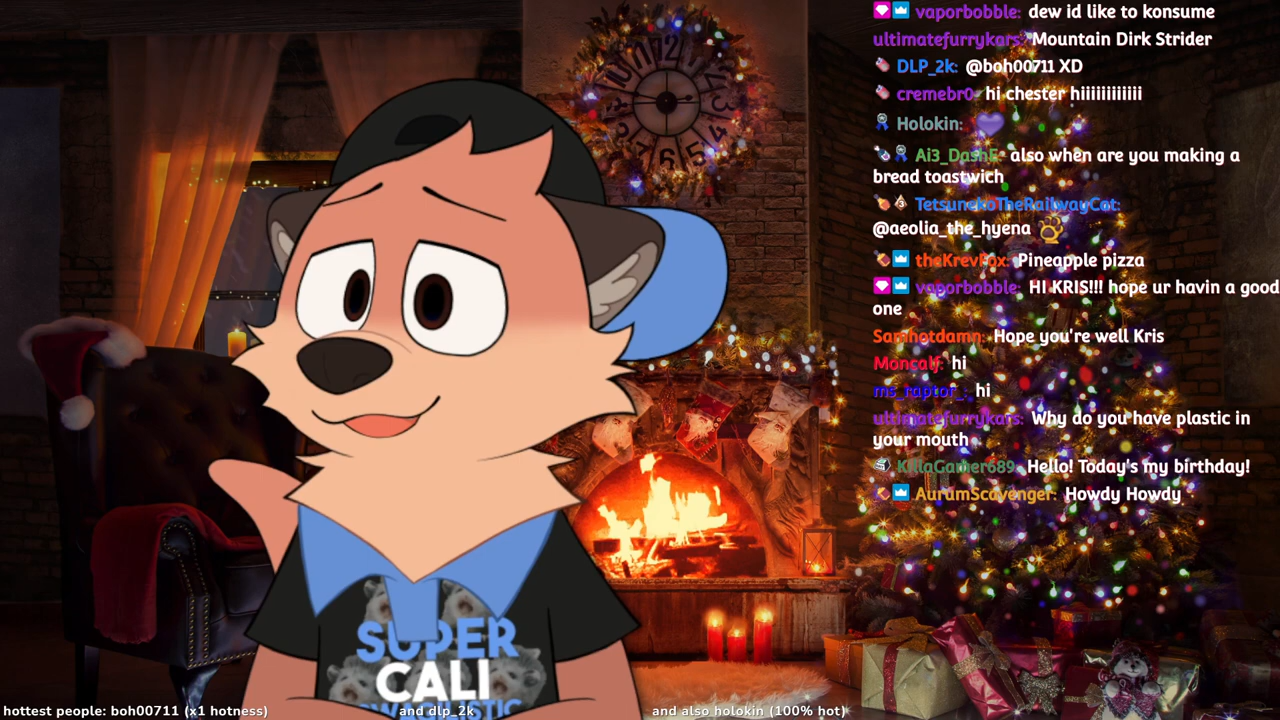 vaporbobble: dew id like to konsume
ultimatefurrykars: Mountain Dirk Strider
DLP_2k: @boh00711 XD
cremebr0: hi chester hiiiiiiiiiiii
Holokin:
Ai3_DashE: also when are you making a
bread toastwich
TetsunekoTheRailwayCat:
@aeolia_the_hyena
theKrevFox: Pineapple pizza
vaporbobble: HI KRIS!!! hope ur havin a good
one
Samhotdamn: Hope you're well Kris
Moncalf: hi
ms_raptor_: hi
ultimatefurrykars: Why do you have plastic in
your mouth
KillaGamer689: Hello! Today's my birthday!
AurumScavenger: Howdy Howdy
SUPER
CALI
hottest people: boh00711 (x1 hotness) and dlp_2k and also holokin (100% hot)